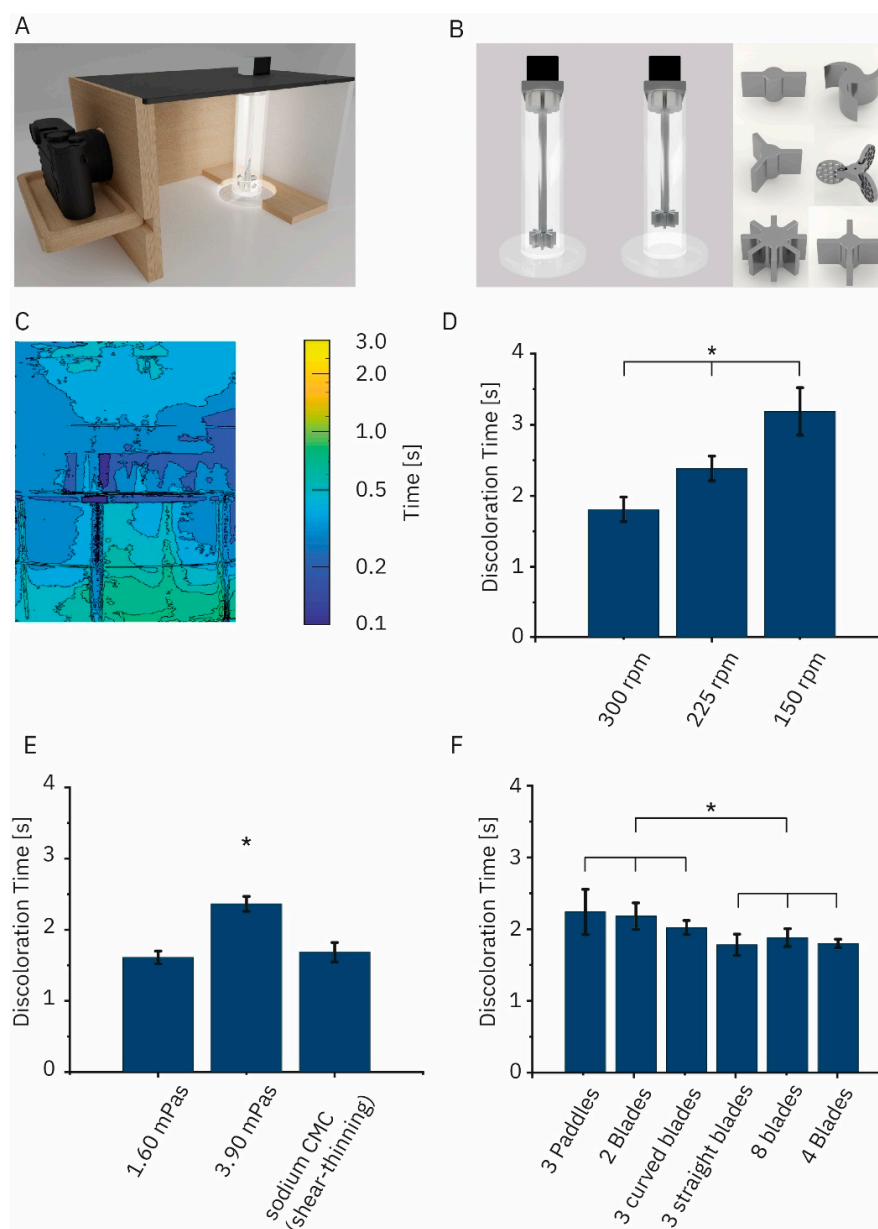 A
B
C
3.0
2.0
1.0
0.5
0.2
0.1
Time [s]
D
4
3
2
1
0
Discoloration Time [s]
*
300 rpm
225 rpm
150 rpm
E
4
3
2
1
0
Discoloration Time [s]
*
1.60 mPas
3.90 mPas
sodium CMC
(shear-thinning)
F
4
3
2
1
0
Discoloration Time [s]
*
3 Paddles
2 Blades
3 curved blades
3 straight blades
8 blades
4 Blades